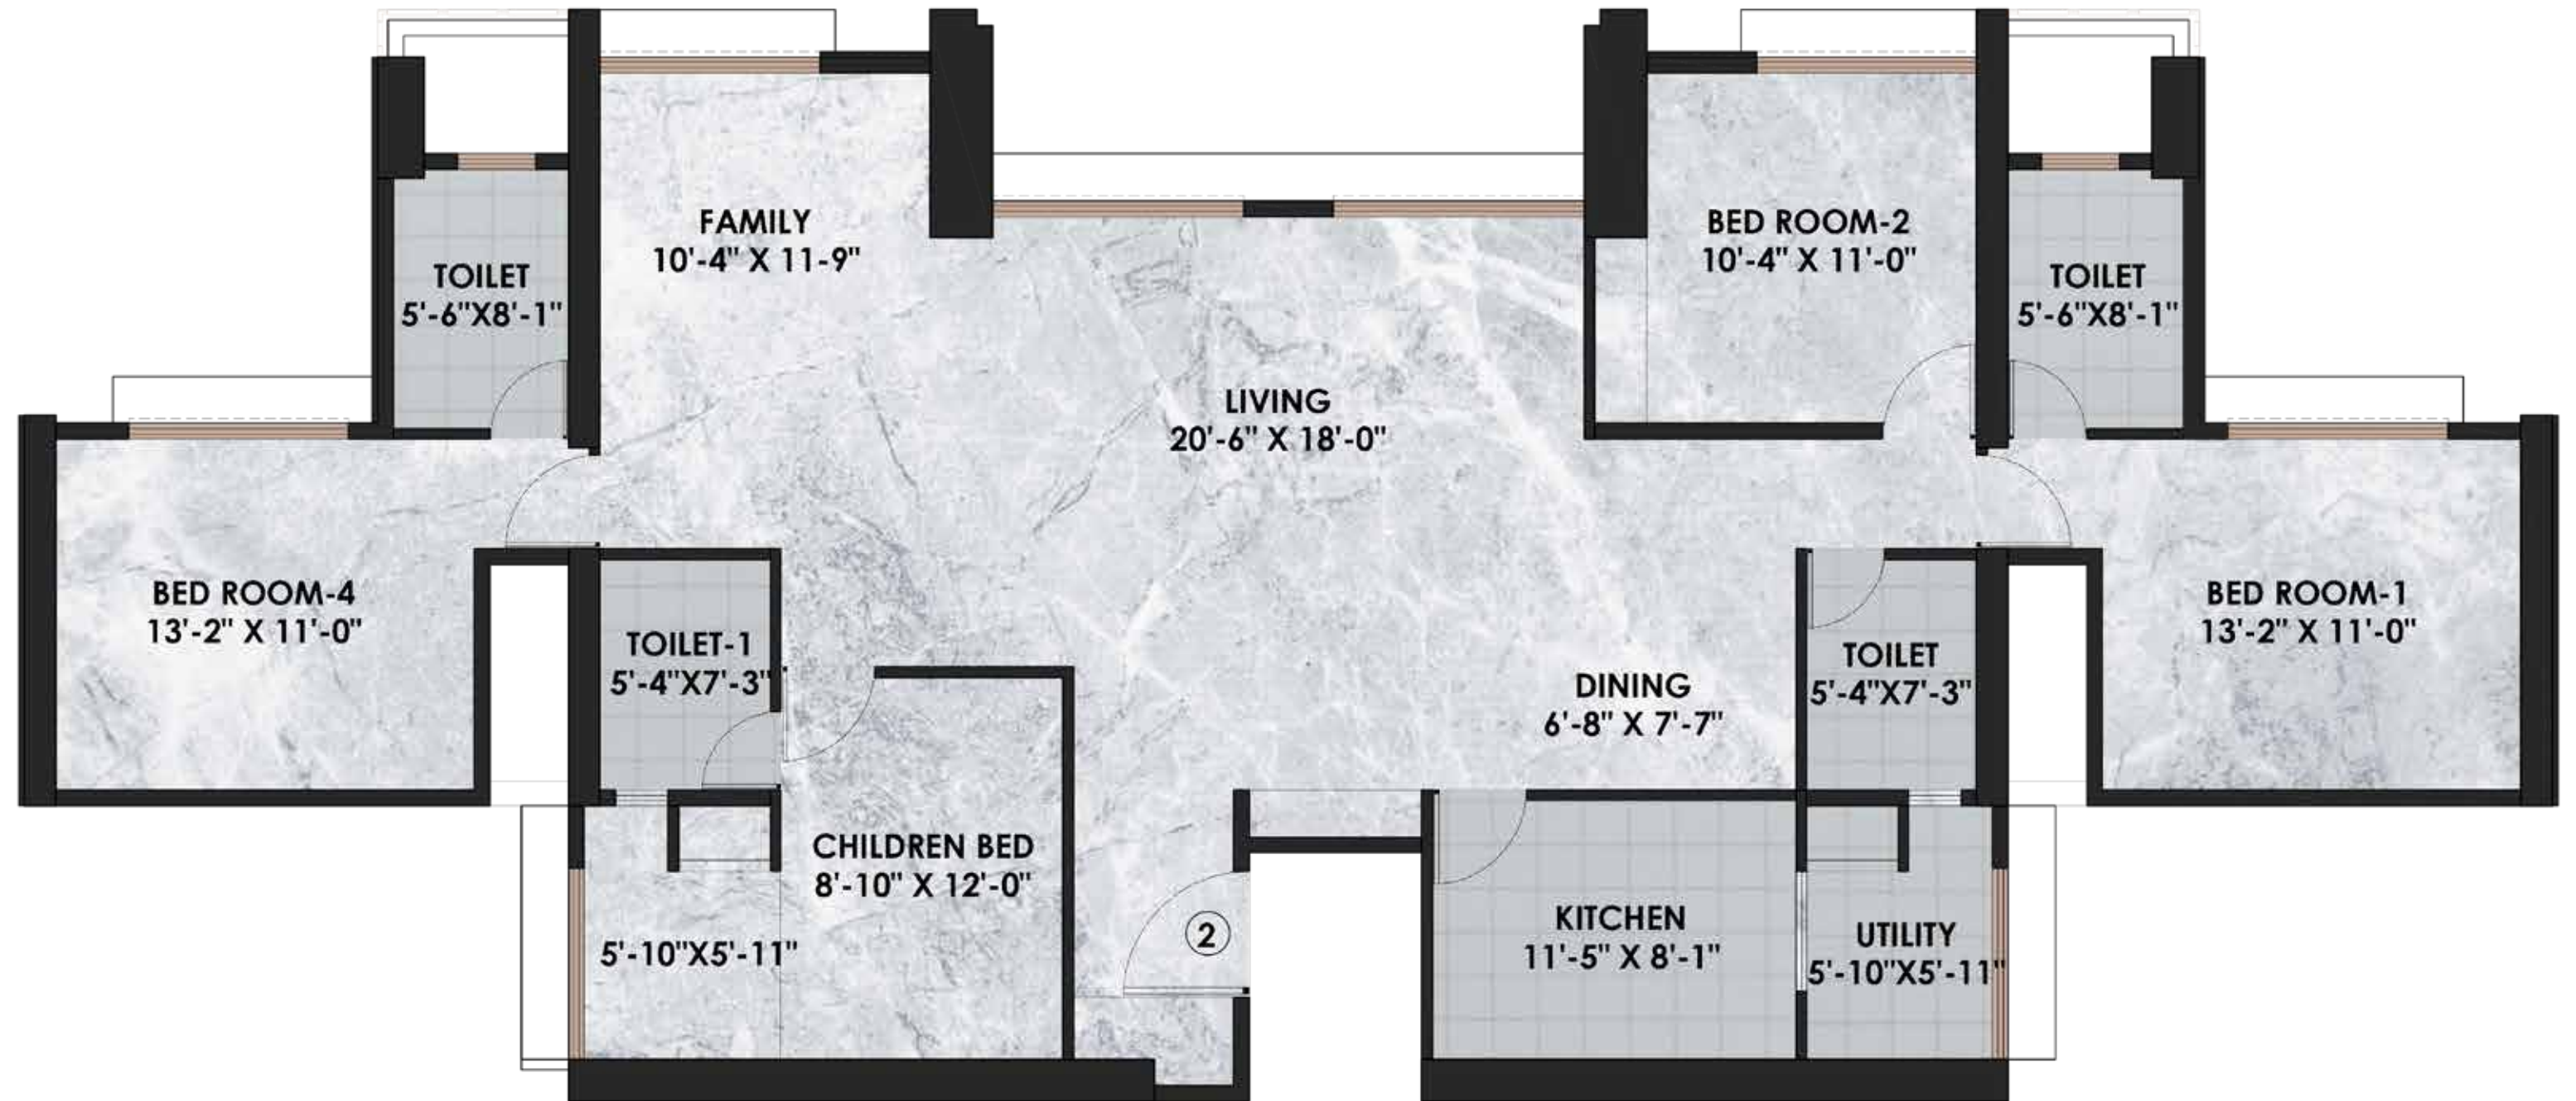 FAMILY
10'-4" X 11-9"
BED ROOM-2
10'-4" X 11'-0"
TOILET
5'-6"X8'-1"
TOILET
5'-6"X8'-1"
LIVING
20'-6" X 18'-0"
BED ROOM-4
13'-2" X 11'-0"
BED ROOM-1
13'-2" X 11'-0"
TOILET-1
5'-4"X7'-3"
TOILET
5'-4"X7'-3"
DINING
6'-8" X 7'-7"
CHILDREN BED
8'-10" X 12'-0"
5'-10"X5'-11"
2
KITCHEN
11'-5" X 8'-1"
UTILITY
5'-10"X5'-11"